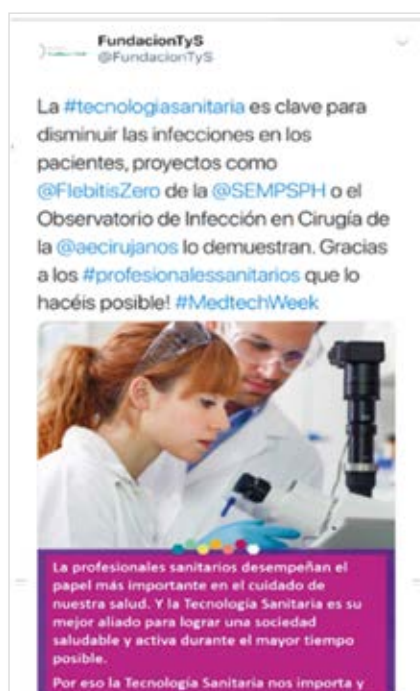 FundacionTyS
@FundacionTyS
La #tecnologiasanitaria es clave para
disminuir las infecciones en los
pacientes, proyectos como
@FlebitisZero de la @SEMPSPH o el
Observatorio de Infección en Cirugía de
la @aecirujanos lo demuestran. Gracias
a los #profesionalessanitarios que lo
hacéis posible! #MedtechWeek
La profesionales sanitarios desempeñan el
papel más importante en el cuidado de
nuestra salud. Y la Tecnología Sanitaria es su
mejor aliado para lograr una sociedad
saludable y activa durante el mayor tiempo
posible.
Por eso la Tecnología Sanitaria nos importa y